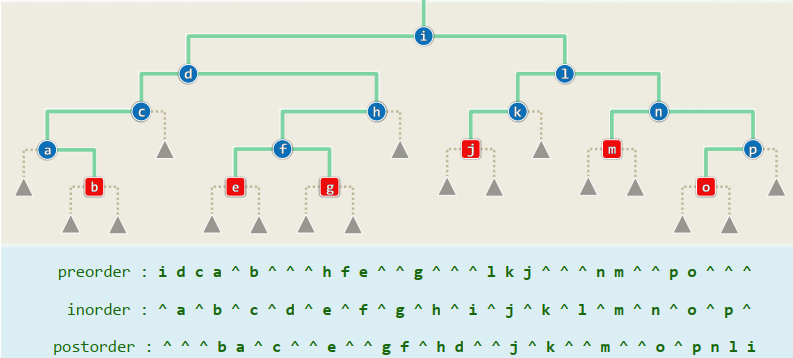 i
d l
c h k n
a f j m p
b e g o
preorder : i d c a ^ b ^ ^ ^ h f e ^ ^ g ^ ^ ^ l k j ^ ^ ^ n m ^ ^ p o ^ ^ ^
inorder : ^ a ^ b ^ c ^ d ^ e ^ f ^ g ^ h ^ i ^ j ^ k ^ l ^ m ^ n ^ o ^ p ^
postorder : ^ ^ ^ b a ^ c ^ ^ e ^ ^ g f ^ h d ^ ^ j ^ k ^ ^ m ^ ^ o ^ p n l i